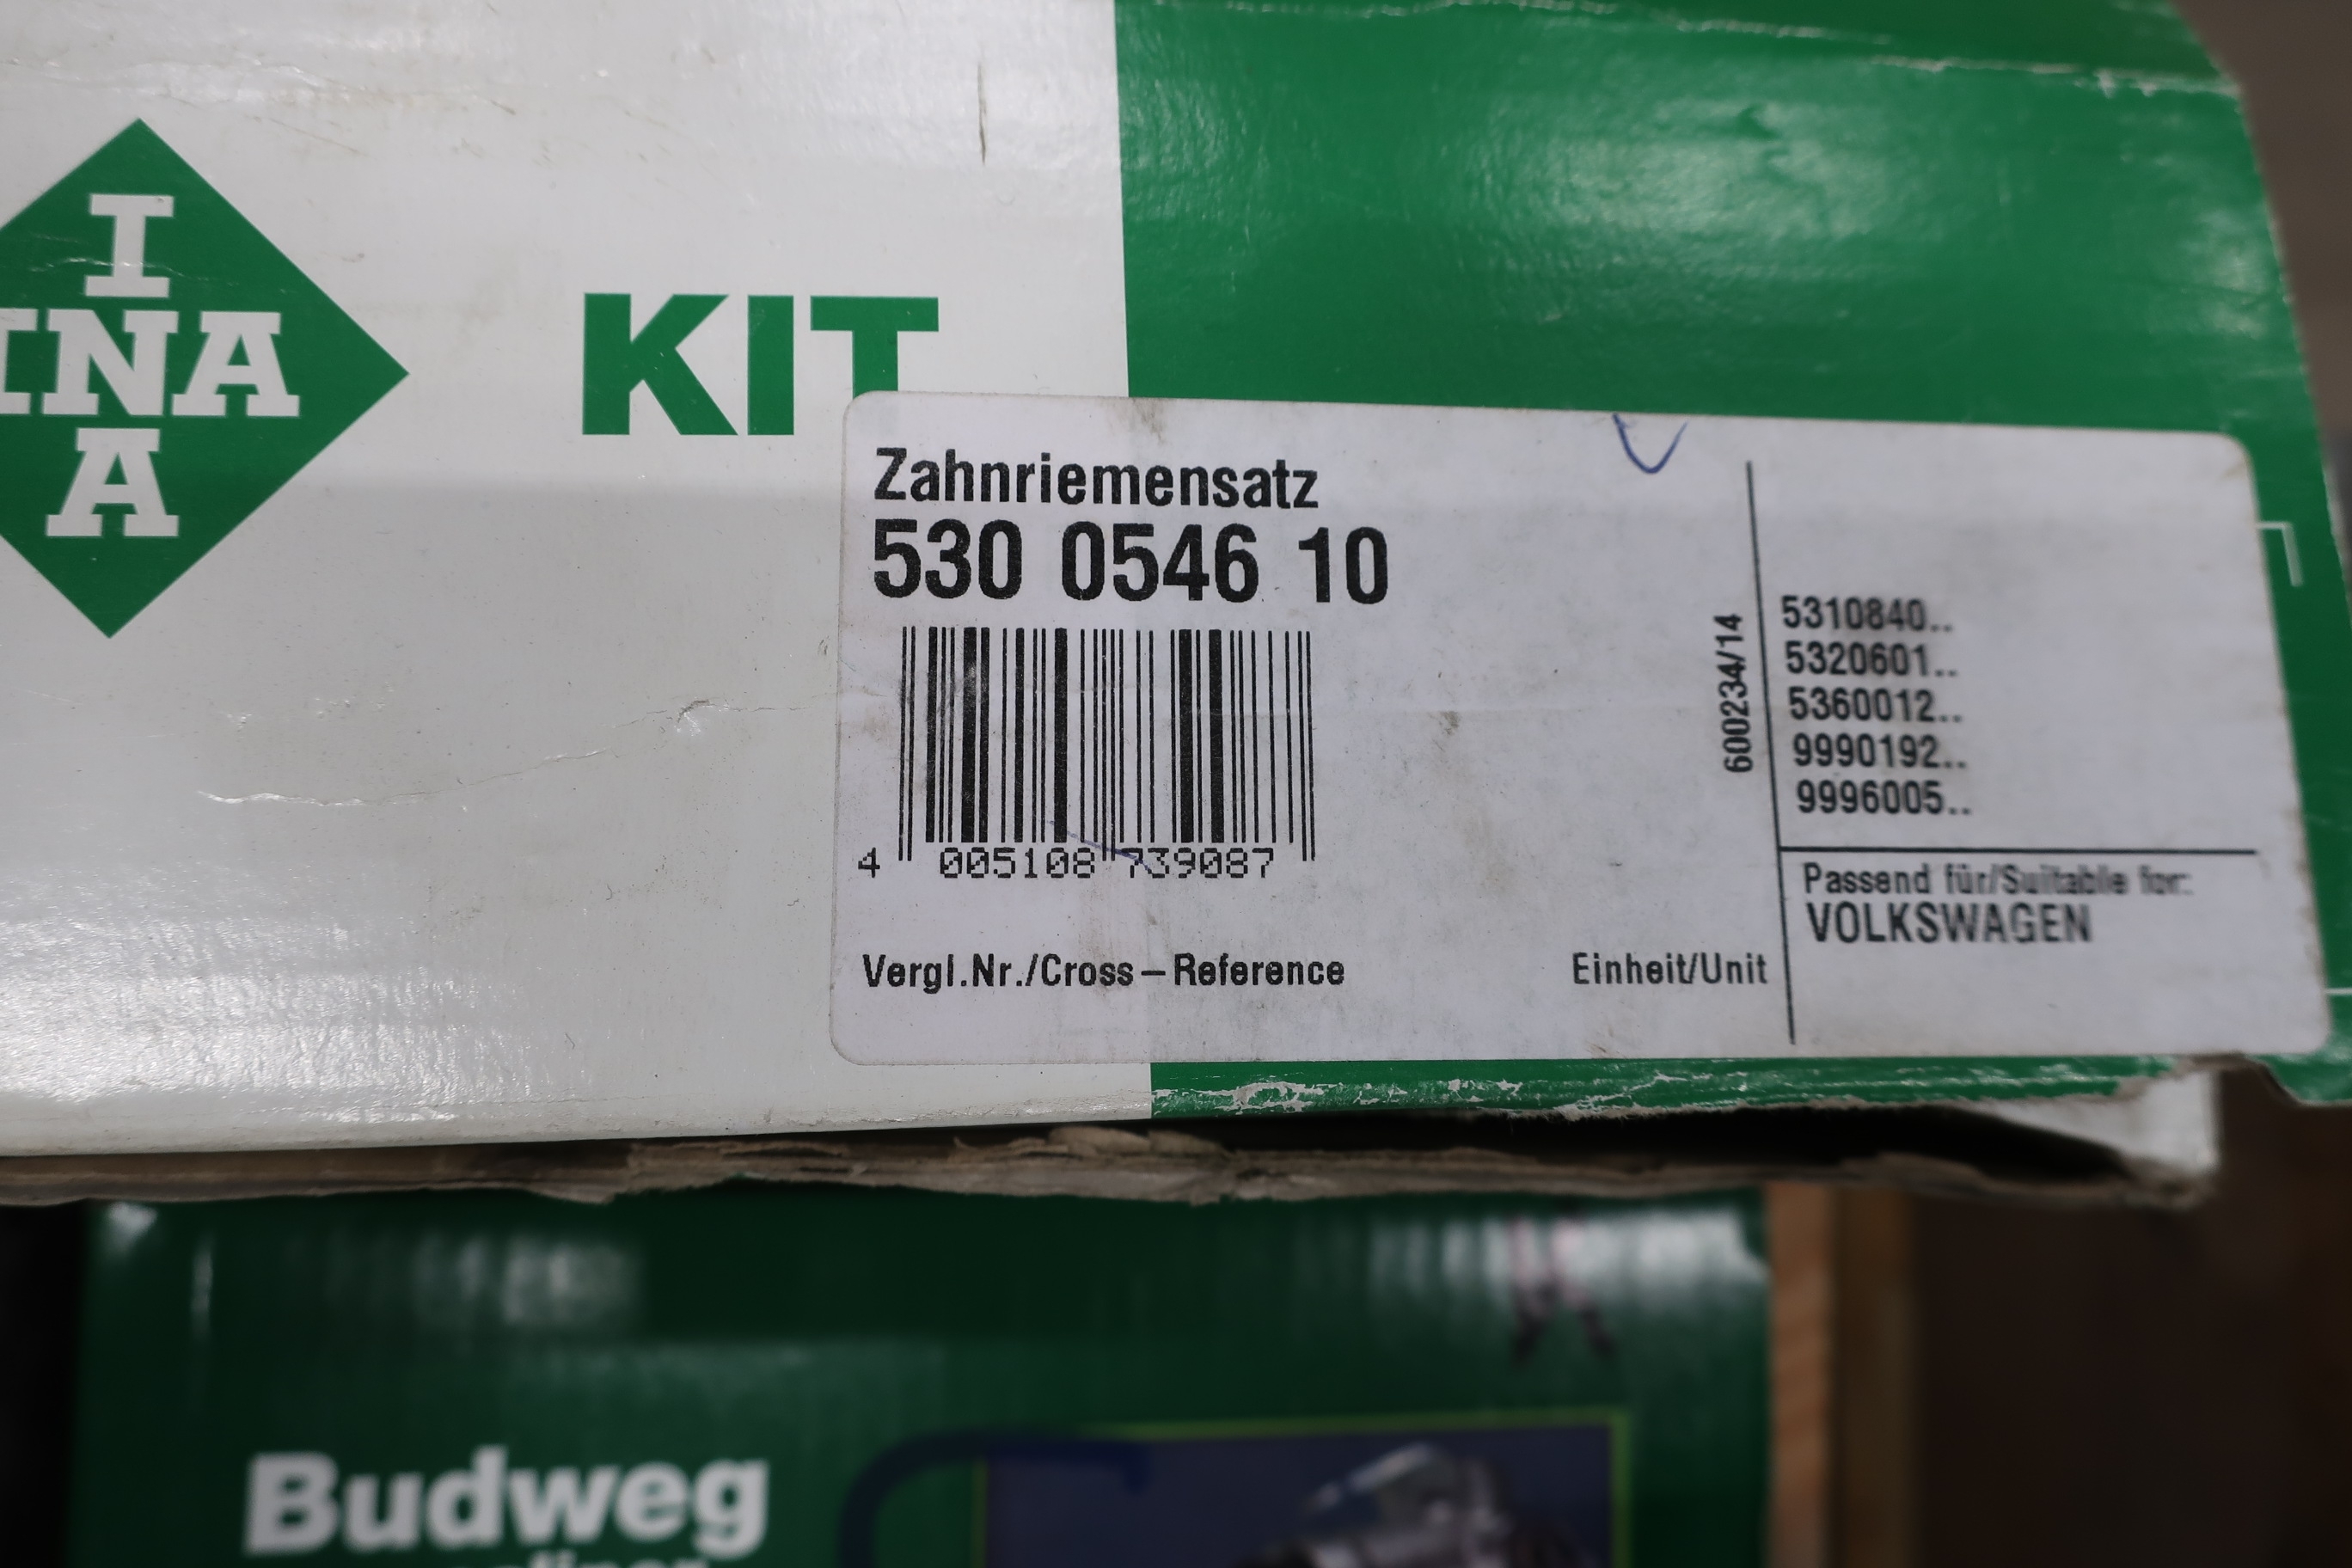 I
INA
A
KIT
Zahnriemensatz
530 0546 10
4 005108 739087
Vergl.Nr./Cross–Reference
Einheit/Unit
600234/14
5310840..
5320601..
5360012..
9990192..
9996005..
Passend für/Suitable for:
VOLKSWAGEN
Budweg